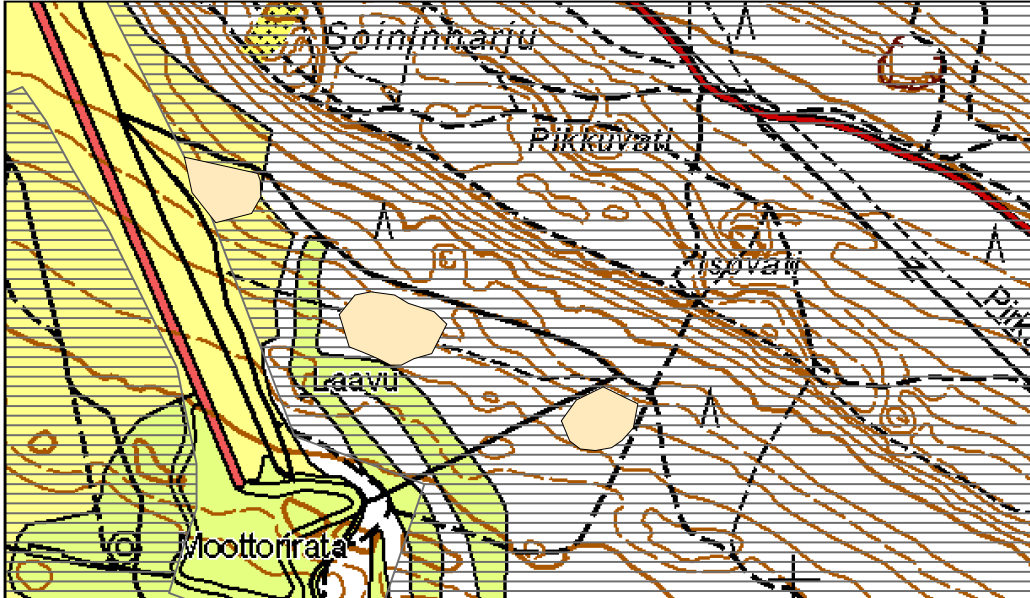 Soininharju
Pikkuvati
Isovati
Laavu
Moottorirata